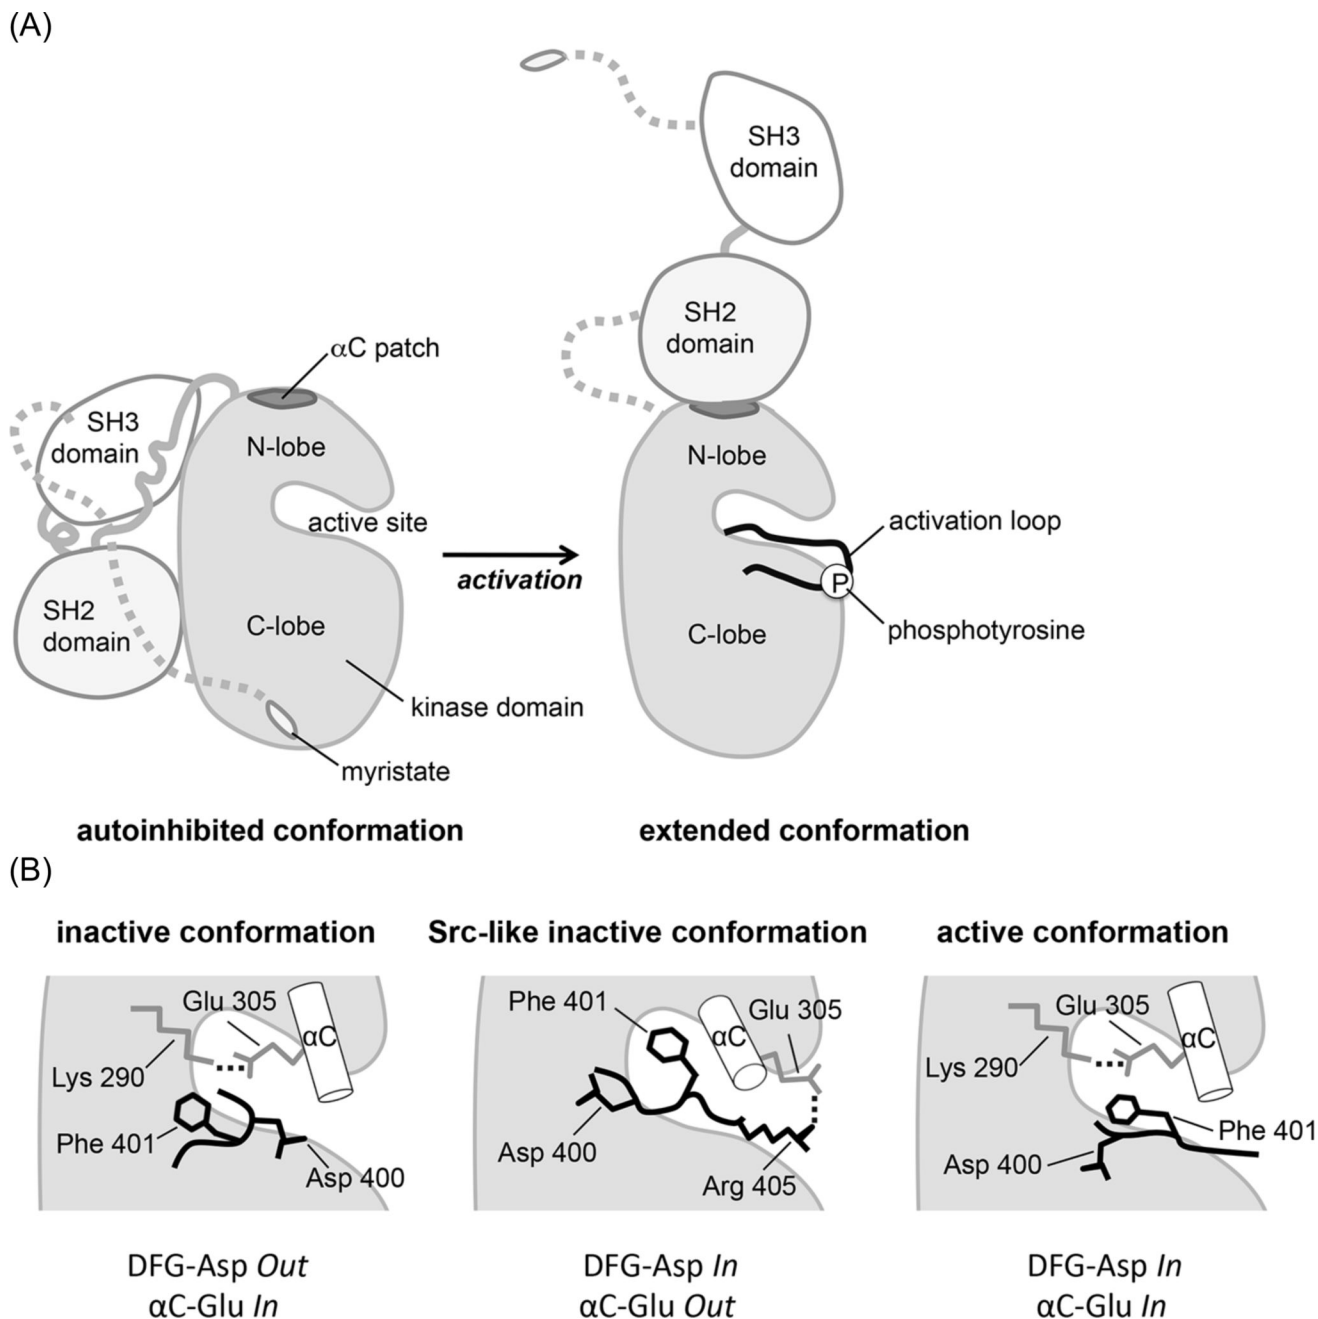 (A)
SH3
domain
SH2
domain
αC patch
SH3
domain
N-lobe
active site
activation
SH2
domain
C-lobe
kinase domain
myristate
N-lobe
activation loop
P
C-lobe
phosphotyrosine
autoinhibited conformation
extended conformation
(B)
inactive conformation
Src-like inactive conformation
active conformation
Glu 305
αC
Lys 290
Phe 401
Asp 400
Phe 401
αC
Glu 305
Asp 400
Arg 405
Glu 305
αC
Lys 290
Phe 401
Asp 400
DFG-Asp Out
αC-Glu In
DFG-Asp In
αC-Glu Out
DFG-Asp In
αC-Glu In